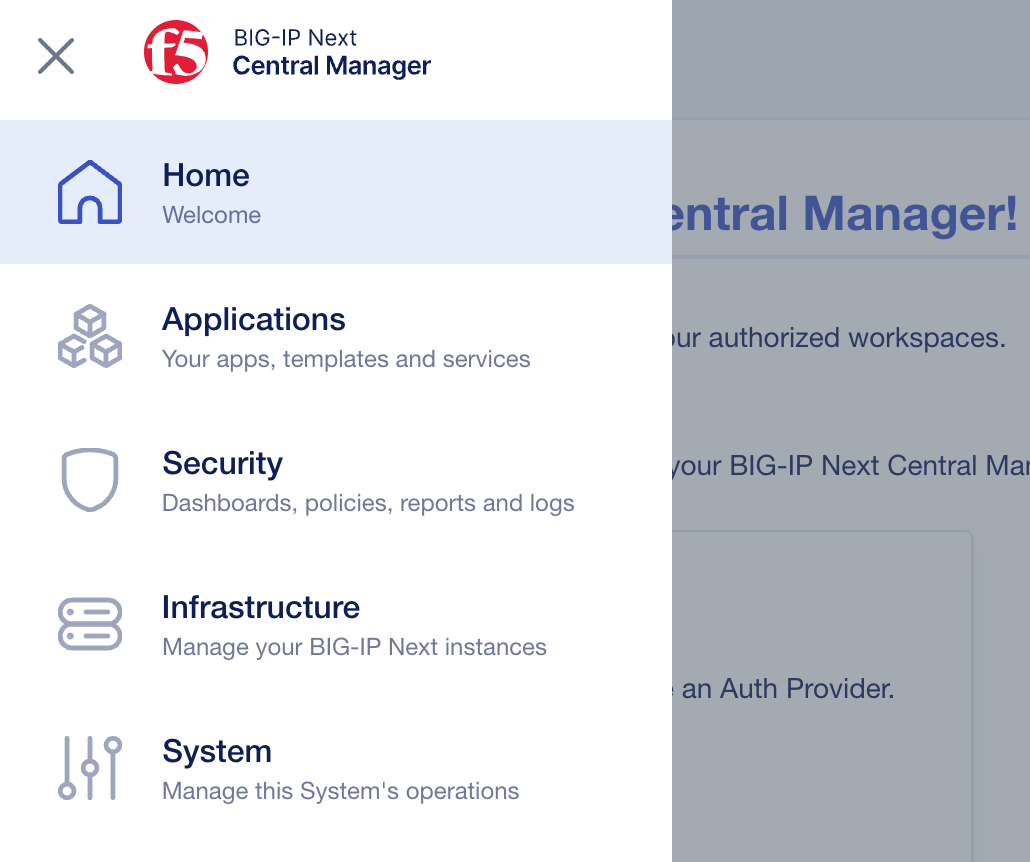 f5
BIG-IP Next
Central Manager
Home
Welcome
Applications
Your apps, templates and services
Security
Dashboards, policies, reports and logs
Infrastructure
Manage your BIG-IP Next instances
System
Manage this System's operations
entral Manager!
ur authorized workspaces.
your BIG-IP Next Central Mar
an Auth Provider.